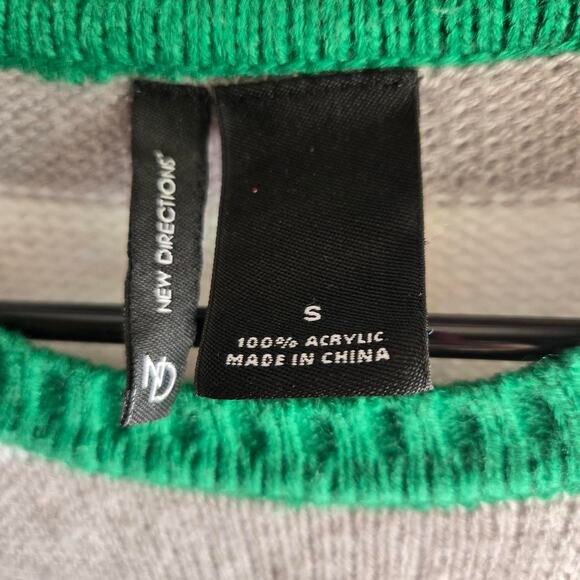 NEW DIRECTIONS®
ND
S
100% ACRYLIC
MADE IN CHINA